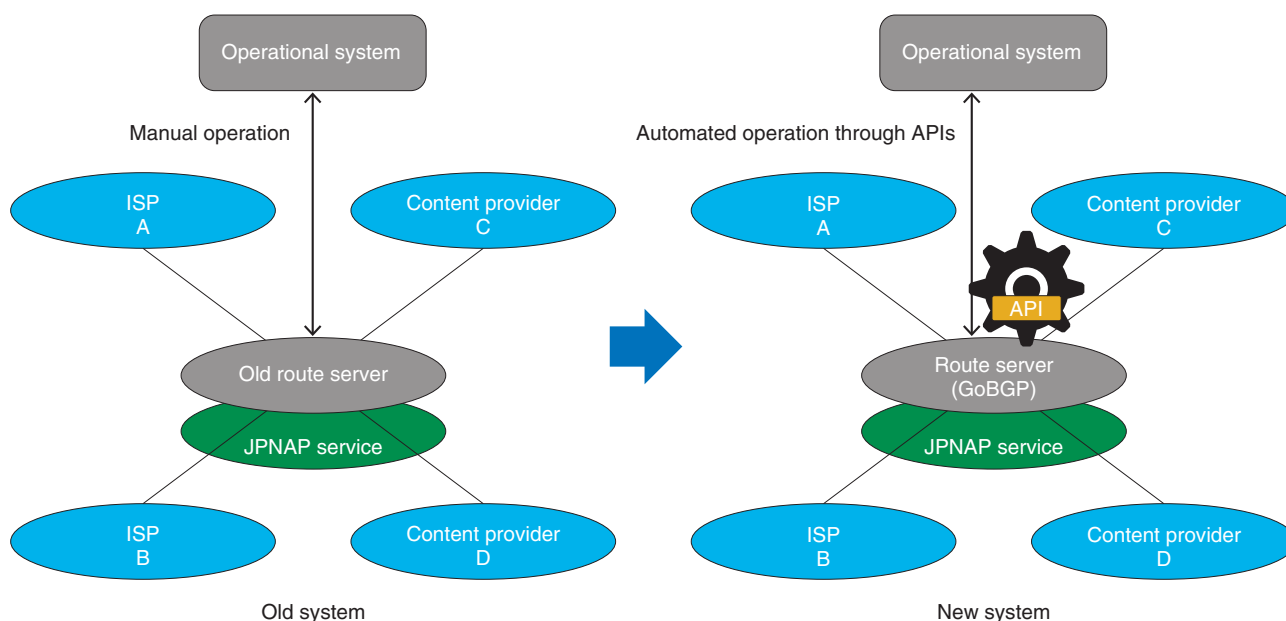 Operational system
Manual operation
ISP
A
Content provider
C
Old route server
JPNAP service
ISP
B
Content provider
D
Old system
Operational system
Automated operation through APIs
ISP
A
Content provider
C
API
Route server
(GoBGP)
JPNAP service
ISP
B
Content provider
D
New system